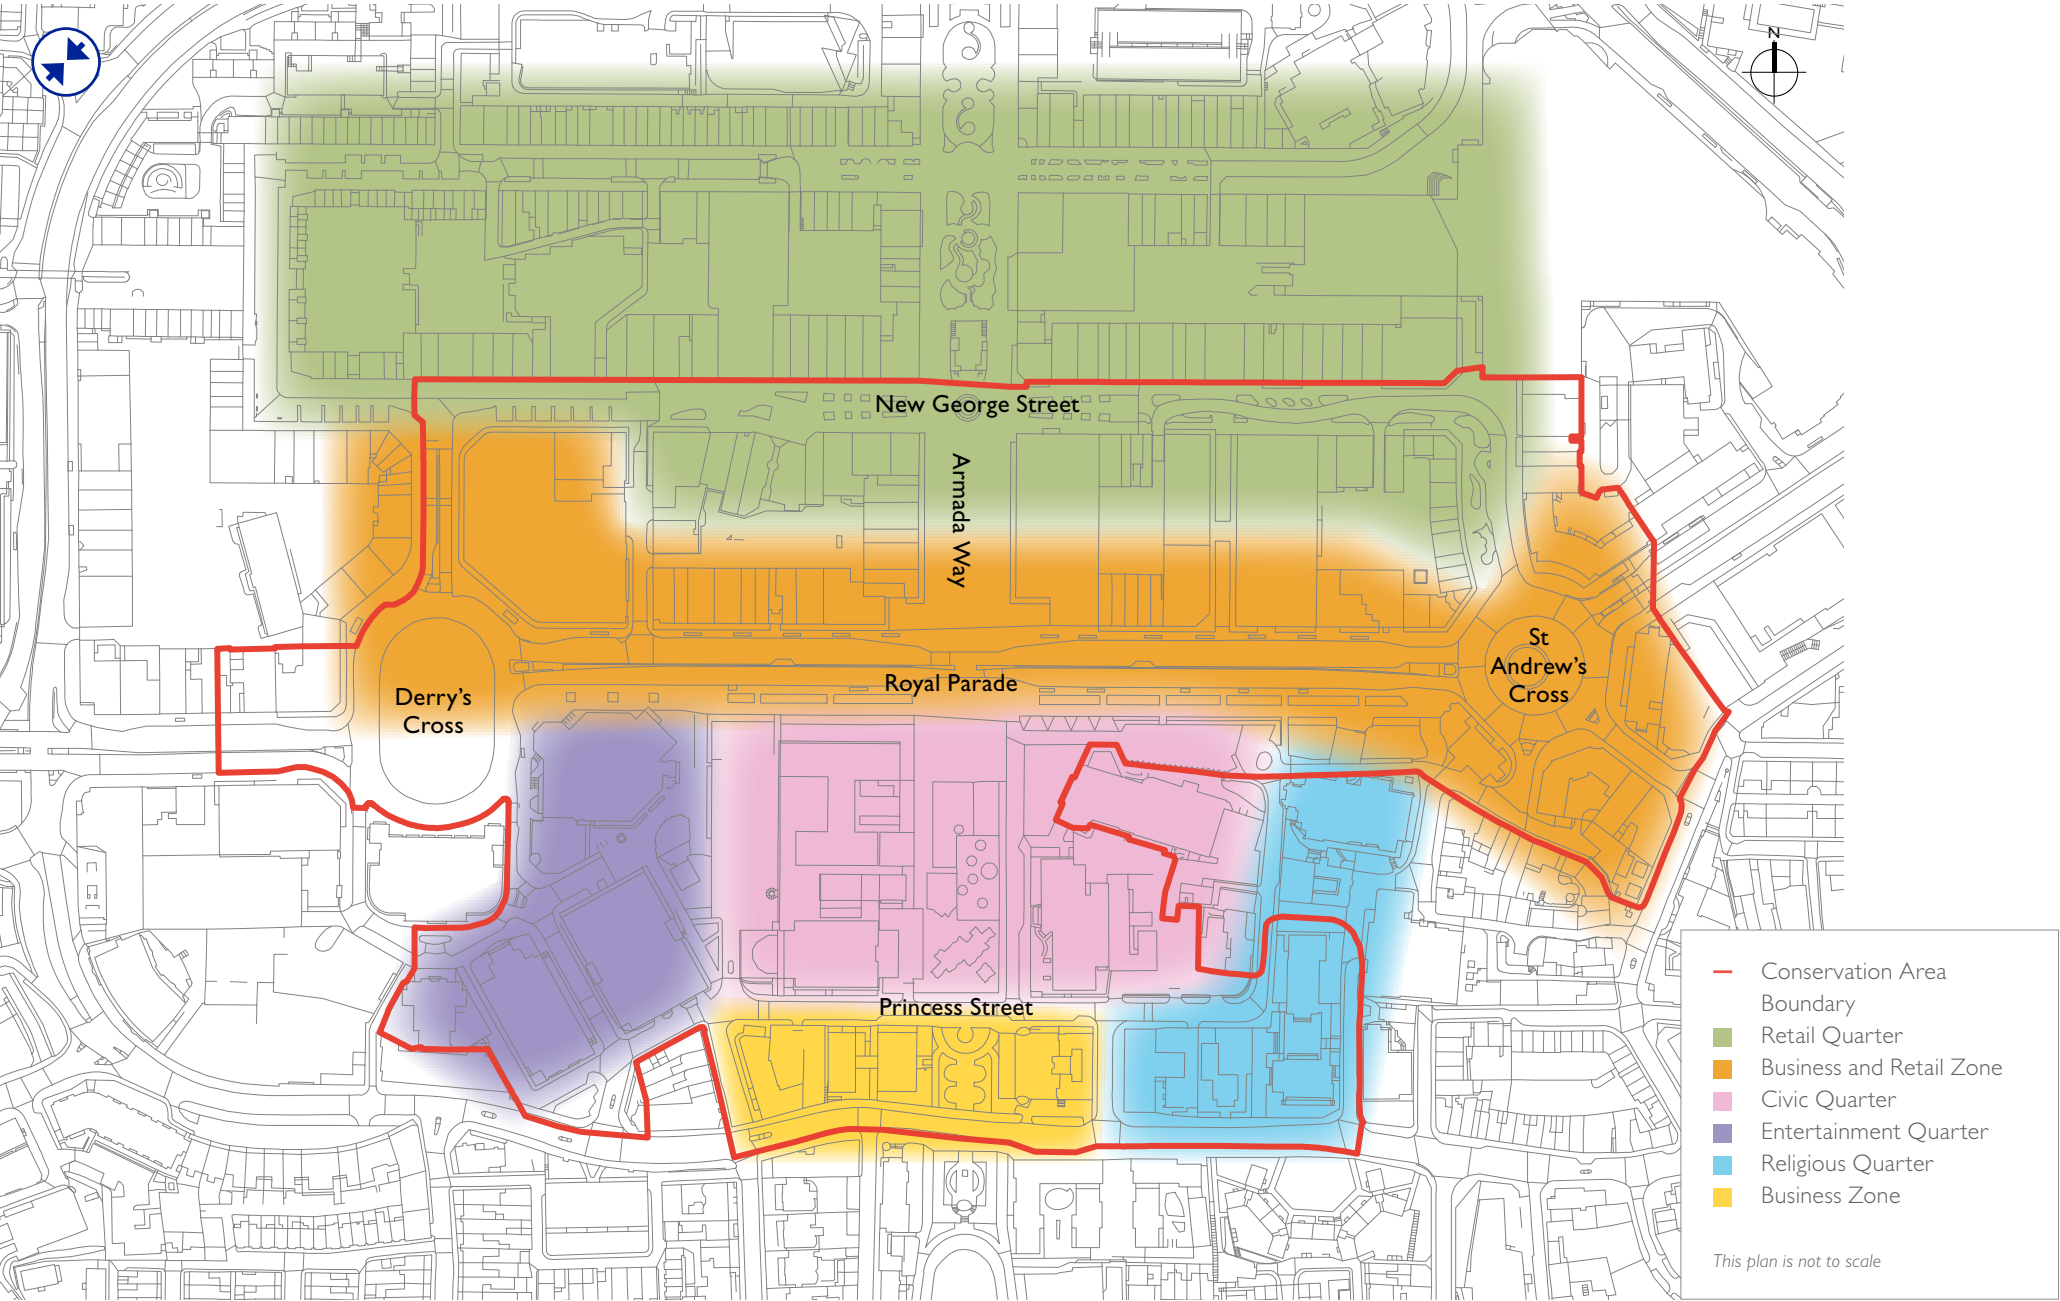 N
New George Street
Armada Way
St
Andrew's
Cross
Royal Parade
Derry's
Cross
Princess Street
Conservation Area
Boundary
Retail Quarter
Business and Retail Zone
Civic Quarter
Entertainment Quarter
Religious Quarter
Business Zone
This plan is not to scale